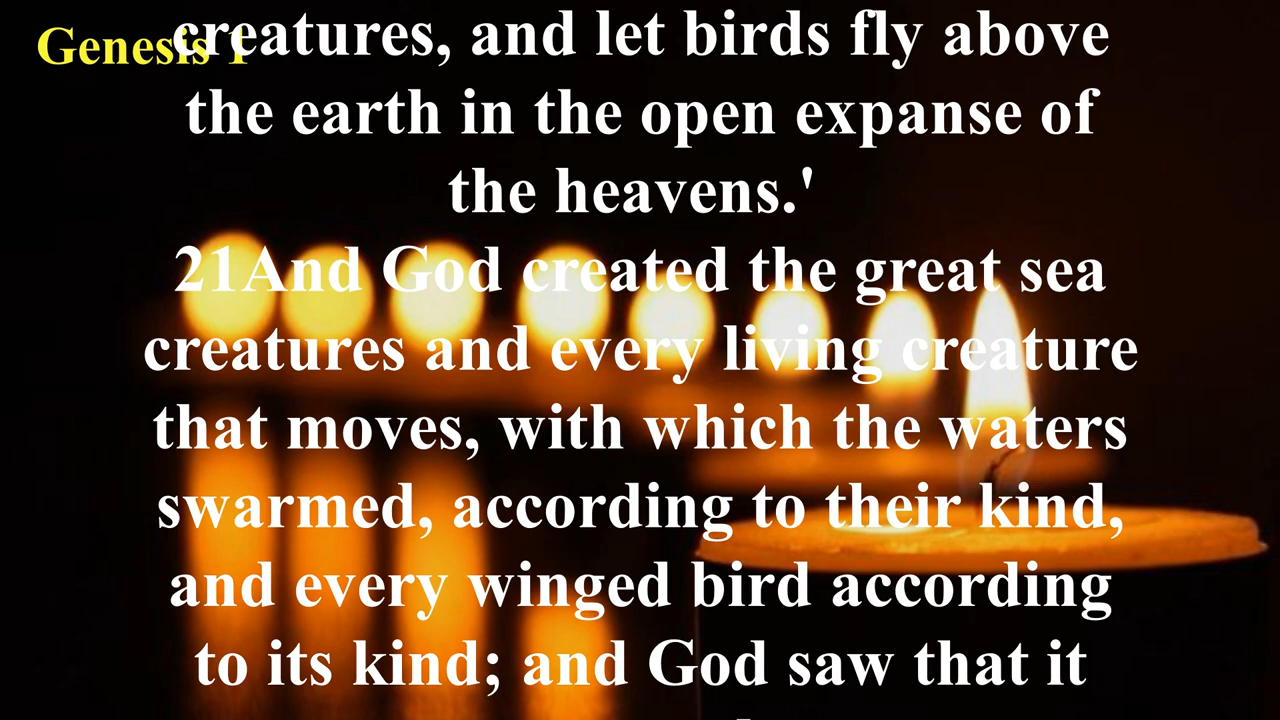 Genesis 1
creatures, and let birds fly above
the earth in the open expanse of
the heavens.'
21And God created the great sea
creatures and every living creature
that moves, with which the waters
swarmed, according to their kind,
and every winged bird according
to its kind; and God saw that it